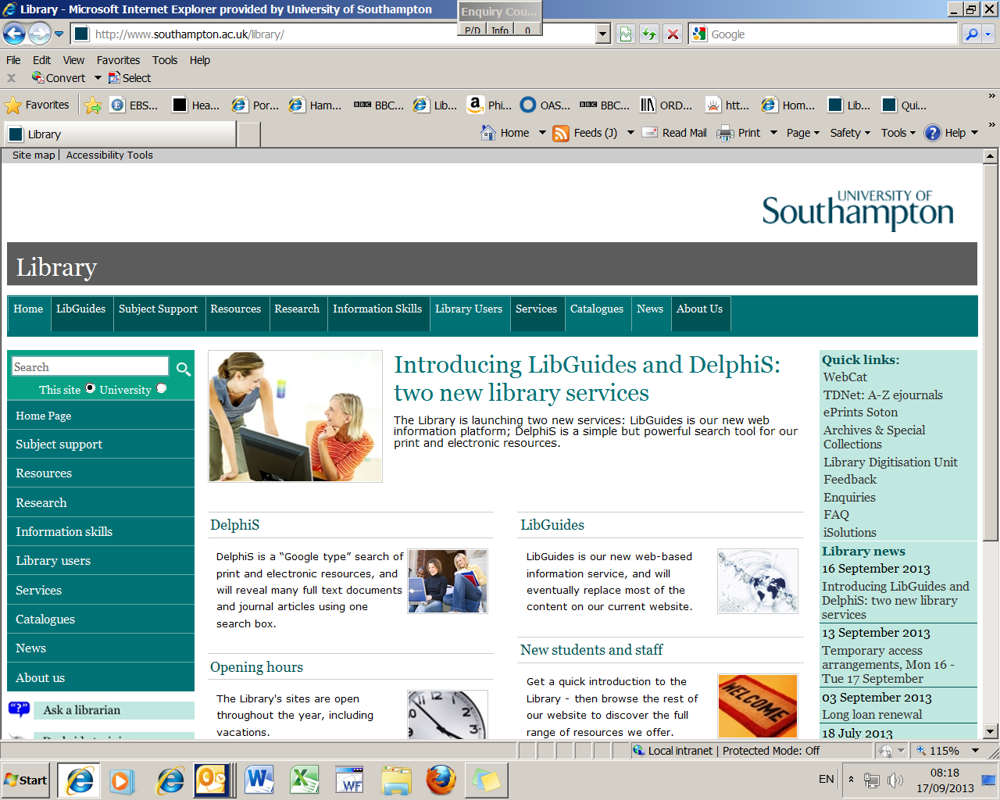 Library - Microsoft Internet Explorer provided by University of Southampton
Enquiry Cou...
P/D Info 0
http://www.southampton.ac.uk/library/
Google
File Edit View Favorites Tools Help
x Convert Select
Favorites EBS... Hea... Por... Ham... BBC BBC... Lib... Phi... OAS... BBC BBC... ORD... htt... Hom... Lib... Qui... »
Library
Home Feeds (J) Read Mail Print Page Safety Tools Help »
Site map | Accessibility Tools
UNIVERSITY OF
Southampton
Library
Home LibGuides Subject Support Resources Research Information Skills Library Users Services Catalogues News About Us
Search
This site University
Home Page
Subject support
Resources
Research
Information skills
Library users
Services
Catalogues
News
About us
Ask a librarian
Introducing LibGuides and DelphiS:
two new library services
The Library is launching two new services: LibGuides is our new web
information platform; DelphiS is a simple but powerful search tool for our
print and electronic resources.
DelphiS
DelphiS is a “Google type” search of
print and electronic resources, and
will reveal many full text documents
and journal articles using one
search box.
Opening hours
The Library's sites are open
throughout the year, including
vacations.
LibGuides
LibGuides is our new web-based
information service, and will
eventually replace most of the
content on our current website.
New students and staff
Get a quick introduction to the
Library - then browse the rest of
our website to discover the full
range of resources we offer.
WELCOME
Quick links:
WebCat
TDNet: A-Z ejournals
ePrints Soton
Archives & Special
Collections
Library Digitisation Unit
Feedback
Enquiries
FAQ
iSolutions
Library news
16 September 2013
Introducing LibGuides and
DelphiS: two new library
services
13 September 2013
Temporary access
arrangements, Mon 16 -
Tue 17 September
03 September 2013
Long loan renewal
18 July 2013
Local intranet | Protected Mode: Off
115%
Start
WF
EN
08:18
17/09/2013